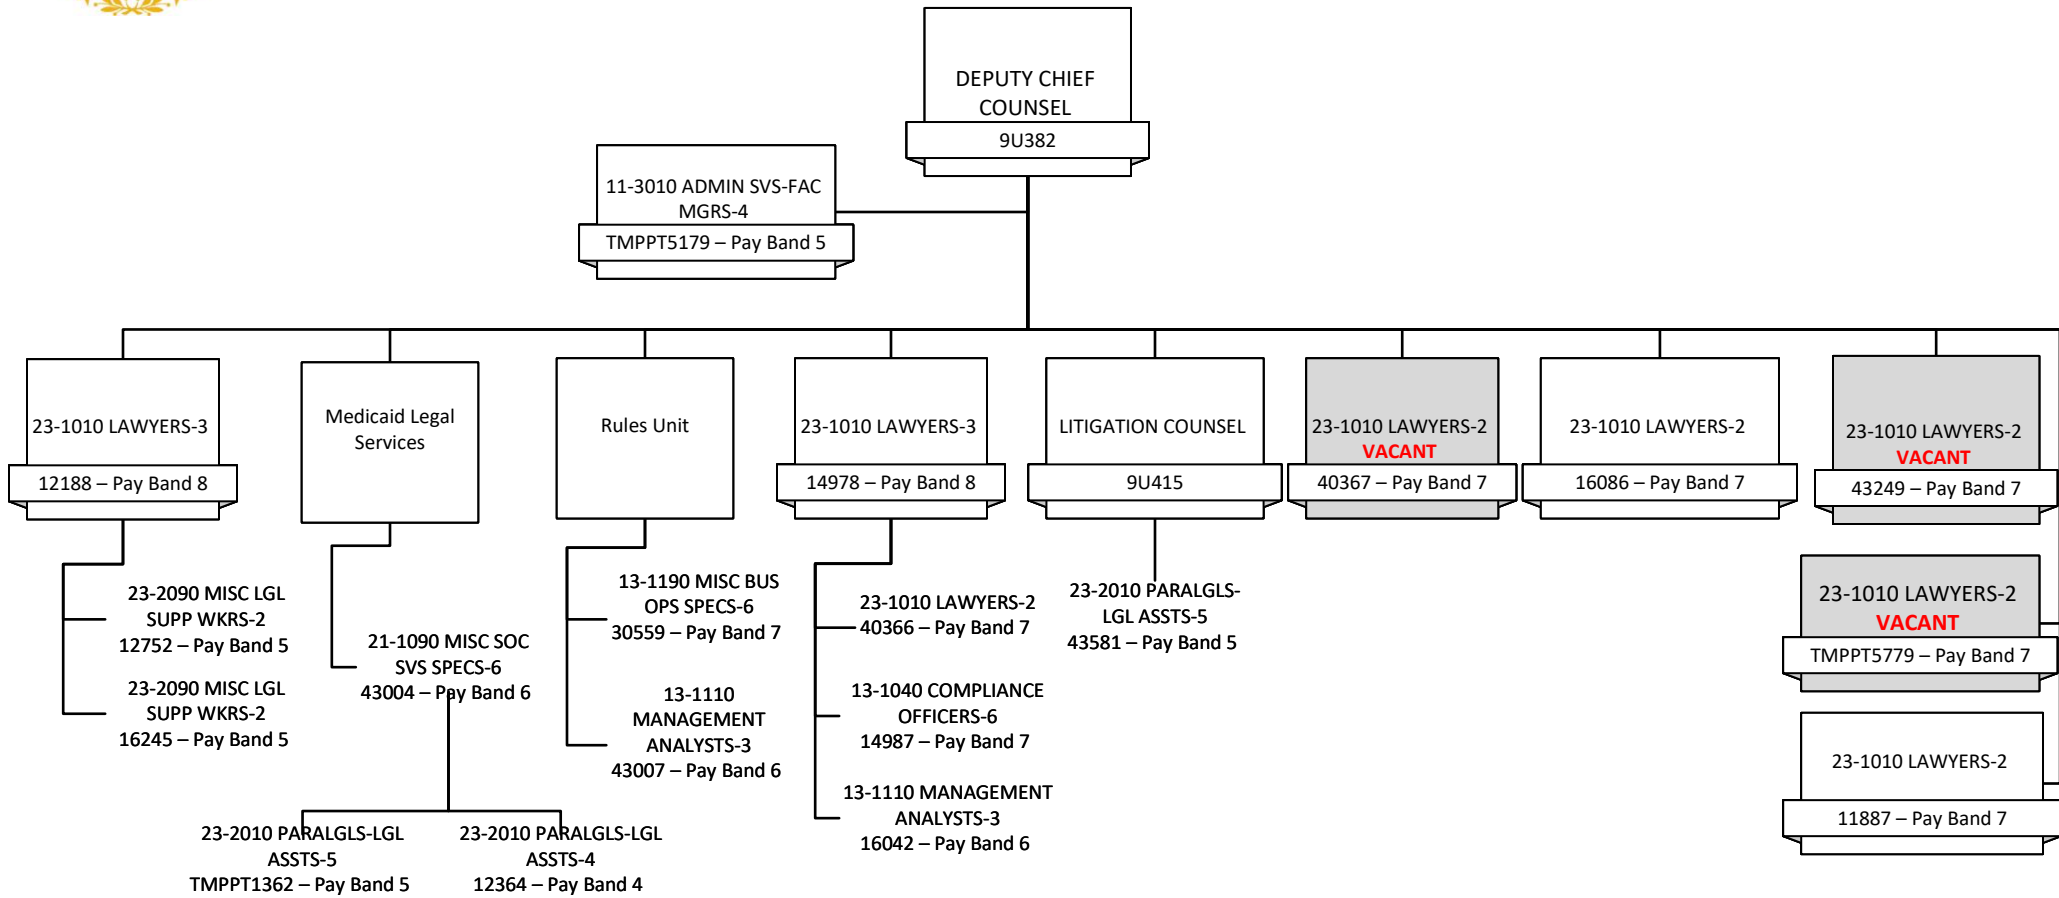 DEPUTY CHIEF
COUNSEL
9U382
11-3010 ADMIN SVS-FAC
MGRS-4
TMPPT5179 – Pay Band 5
23-1010 LAWYERS-3
12188 – Pay Band 8
23-2090 MISC LGL
SUPP WKRS-2
12752 – Pay Band 5
23-2090 MISC LGL
SUPP WKRS-2
16245 – Pay Band 5
Medicaid Legal
Services
21-1090 MISC SOC
SVS SPECS-6
43004 – Pay Band 6
23-2010 PARALGLS-LGL
ASSTS-5
TMPPT1362 – Pay Band 5
23-2010 PARALGLS-LGL
ASSTS-4
12364 – Pay Band 4
Rules Unit
13-1190 MISC BUS
OPS SPECS-6
30559 – Pay Band 7
13-1110
MANAGEMENT
ANALYSTS-3
43007 – Pay Band 6
23-1010 LAWYERS-3
14978 – Pay Band 8
23-1010 LAWYERS-2
40366 – Pay Band 7
13-1040 COMPLIANCE
OFFICERS-6
14987 – Pay Band 7
13-1110 MANAGEMENT
ANALYSTS-3
16042 – Pay Band 6
LITIGATION COUNSEL
9U415
23-2010 PARALGLS-
LGL ASSTS-5
43581 – Pay Band 5
23-1010 LAWYERS-2
VACANT
40367 – Pay Band 7
23-1010 LAWYERS-2
16086 – Pay Band 7
23-1010 LAWYERS-2
VACANT
43249 – Pay Band 7
23-1010 LAWYERS-2
VACANT
TMPPT5779 – Pay Band 7
23-1010 LAWYERS-2
11887 – Pay Band 7